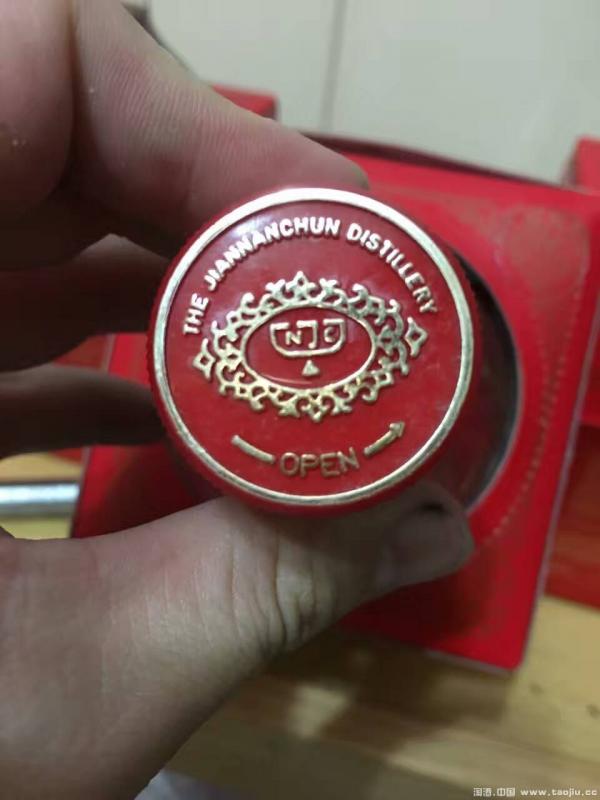 THE JIANNANCHUN DISTILLERY
NJC
OPEN
淘酒.中国 www.taojiu.cc